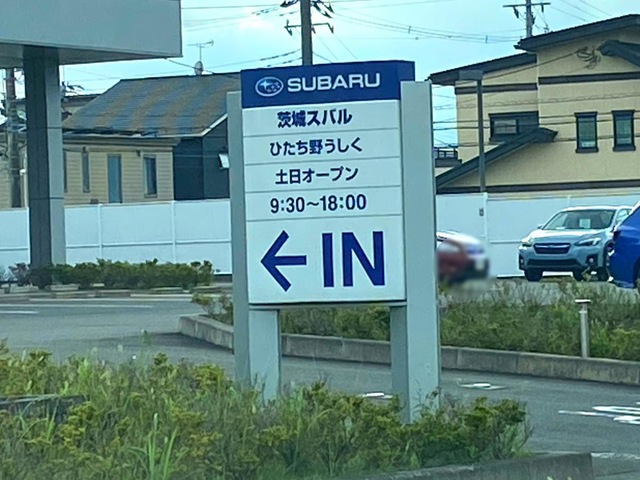 SUBARU
茨城スバル
ひたち野うしく
土日オープン
9:30〜18:00
←IN